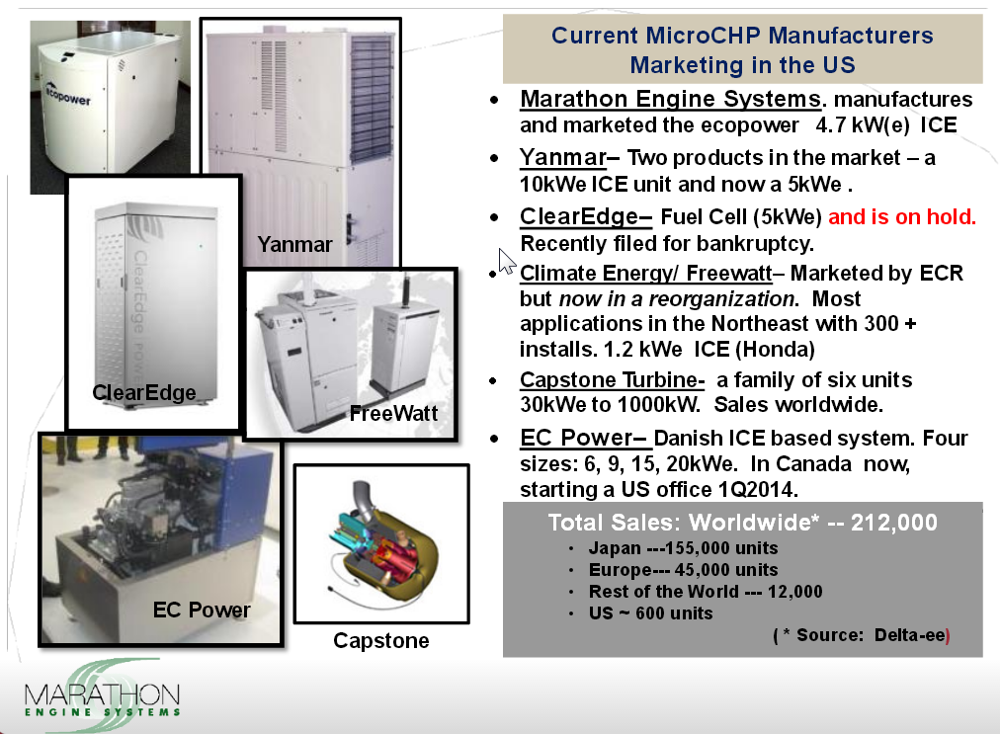 ecopower
Yanmar
ClearEdge POWER
ClearEdge
FreeWatt
EC Power
Capstone
Current MicroCHP Manufacturers
Marketing in the US
• Marathon Engine Systems. manufactures
and marketed the ecopower 4.7 kW(e) ICE
• Yanmar– Two products in the market – a
10kWe ICE unit and now a 5kWe .
• ClearEdge– Fuel Cell (5kWe) and is on hold.
Recently filed for bankruptcy.
• Climate Energy/ Freewatt– Marketed by ECR
but now in a reorganization. Most
applications in the Northeast with 300 +
installs. 1.2 kWe ICE (Honda)
• Capstone Turbine- a family of six units
30kWe to 1000kW. Sales worldwide.
• EC Power– Danish ICE based system. Four
sizes: 6, 9, 15, 20kWe. In Canada now,
starting a US office 1Q2014.
Total Sales: Worldwide* -- 212,000
• Japan ---155,000 units
• Europe--- 45,000 units
• Rest of the World --- 12,000
• US ~ 600 units
( * Source: Delta-ee)
MARATHON
ENGINE SYSTEMS